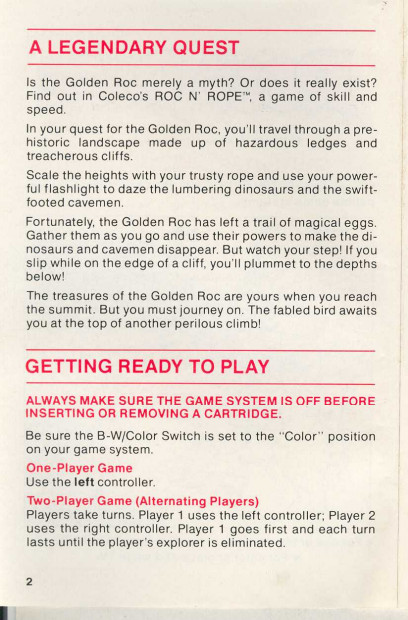 A LEGENDARY QUEST
Is the Golden Roc merely a myth? Or does it really exist?
Find out in Coleco's ROC N' ROPE™, a game of skill and
speed.
In your quest for the Golden Roc, you'll travel through a pre-
historic landscape made up of hazardous ledges and
treacherous cliffs.
Scale the heights with your trusty rope and use your power-
ful flashlight to daze the lumbering dinosaurs and the swift-
footed cavemen.
Fortunately, the Golden Roc has left a trail of magical eggs.
Gather them as you go and use their powers to make the di-
nosaurs and cavemen disappear. But watch your step! If you
slip while on the edge of a cliff, you'll plummet to the depths
below!
The treasures of the Golden Roc are yours when you reach
the summit. But you must journey on. The fabled bird awaits
you at the top of another perilous climb!
GETTING READY TO PLAY
ALWAYS MAKE SURE THE GAME SYSTEM IS OFF BEFORE
INSERTING OR REMOVING A CARTRIDGE.
Be sure the B-W/Color Switch is set to the "Color" position
on your game system.
One-Player Game
Use the left controller.
Two-Player Game (Alternating Players)
Players take turns. Player 1 uses the left controller; Player 2
uses the right controller. Player 1 goes first and each turn
lasts until the player's explorer is eliminated.
2